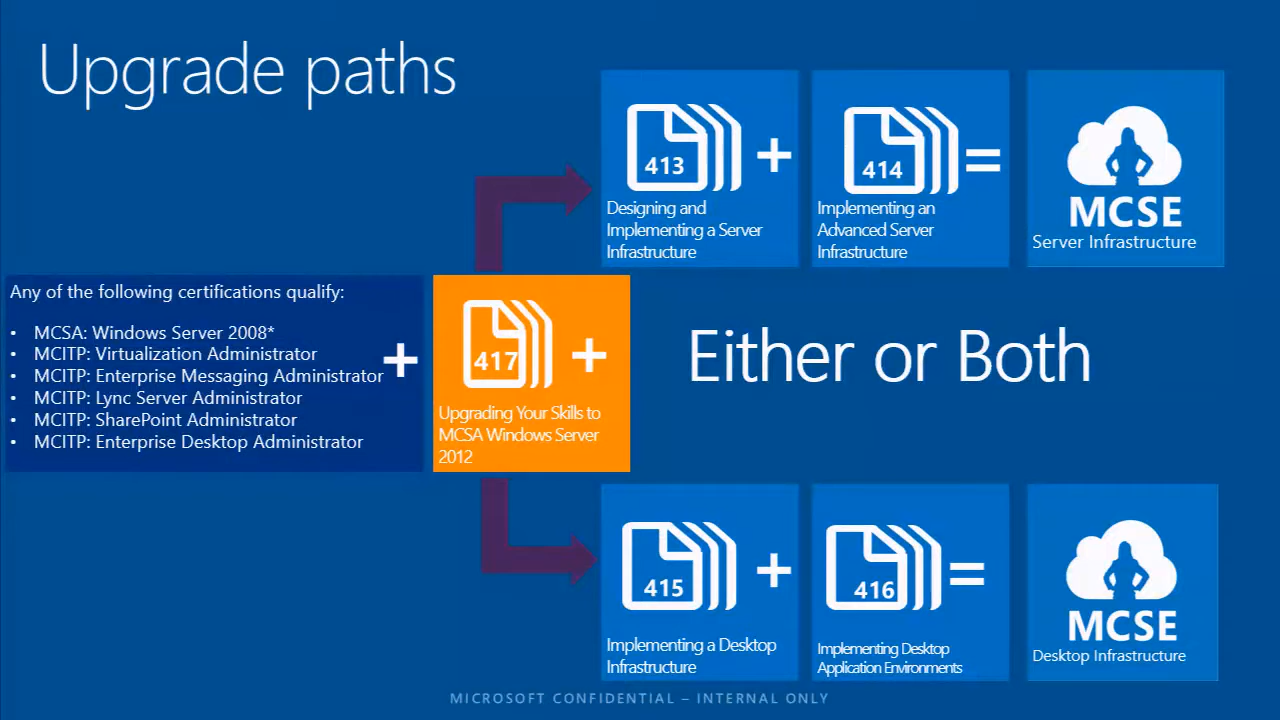 Upgrade paths
413
+
Designing and
Implementing a Server
Infrastructure
414
=
Implementing an
Advanced Server
Infrastructure
MCSE
Server Infrastructure
Any of the following certifications qualify:
• MCSA: Windows Server 2008*
• MCITP: Virtualization Administrator
• MCITP: Enterprise Messaging Administrator
• MCITP: Lync Server Administrator
• MCITP: SharePoint Administrator
• MCITP: Enterprise Desktop Administrator
+
417
+
Upgrading Your Skills to
MCSA Windows Server
2012
Either or Both
415
+
Implementing a Desktop
Infrastructure
416
=
Implementing Desktop
Application Environments
MCSE
Desktop Infrastructure
MICROSOFT CONFIDENTIAL – INTERNAL ONLY